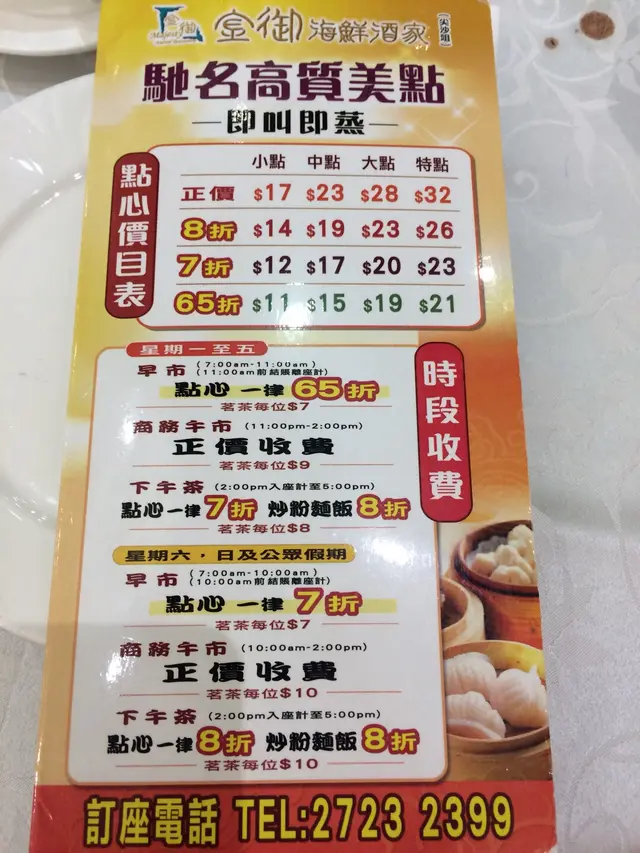 金御
Majesty
金御海鮮酒家 (尖沙咀)
馳名高質美點
—即叫即蒸—
點心價目表
小點 中點 大點 特點
正價 $17 $23 $28 $32
8折 $14 $19 $23 $26
7折 $12 $17 $20 $23
65折 $11 $15 $19 $21
時段收費
星期一至五
早市 (7:00am-11:00am)
(11:00am前結賬離座計)
點心一律65折
茗茶每位$7
商務午市 (11:00pm-2:00pm)
正價收費
茗茶每位$9
下午茶 (2:00pm入座計至5:00pm)
點心一律7折 炒粉麵飯8折
茗茶每位$8
星期六，日及公眾假期
早市 (7:00am-10:00am)
(10:00am前結賬離座計)
點心一律7折
茗茶每位$7
商務午市 (10:00am-2:00pm)
正價收費
茗茶每位$10
下午茶 (2:00pm入座計至5:00pm)
點心一律8折 炒粉麵飯8折
茗茶每位$10
訂座電話 TEL:2723 2399